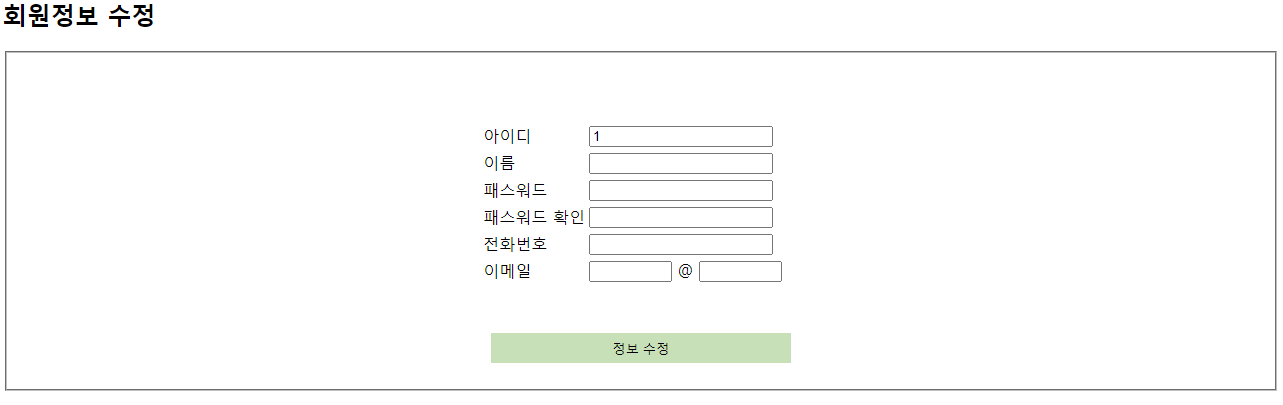 회원정보 수정
아이디 1
이름
패스워드
패스워드 확인
전화번호
이메일 @
정보 수정